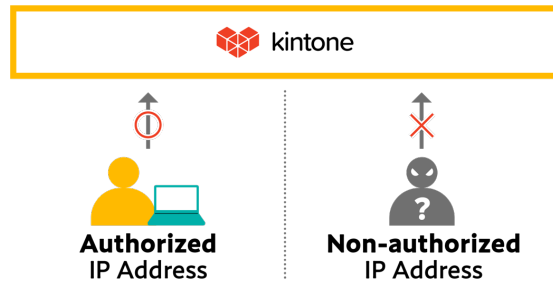 kintone
?
Authorized
IP Address
Non-authorized
IP Address